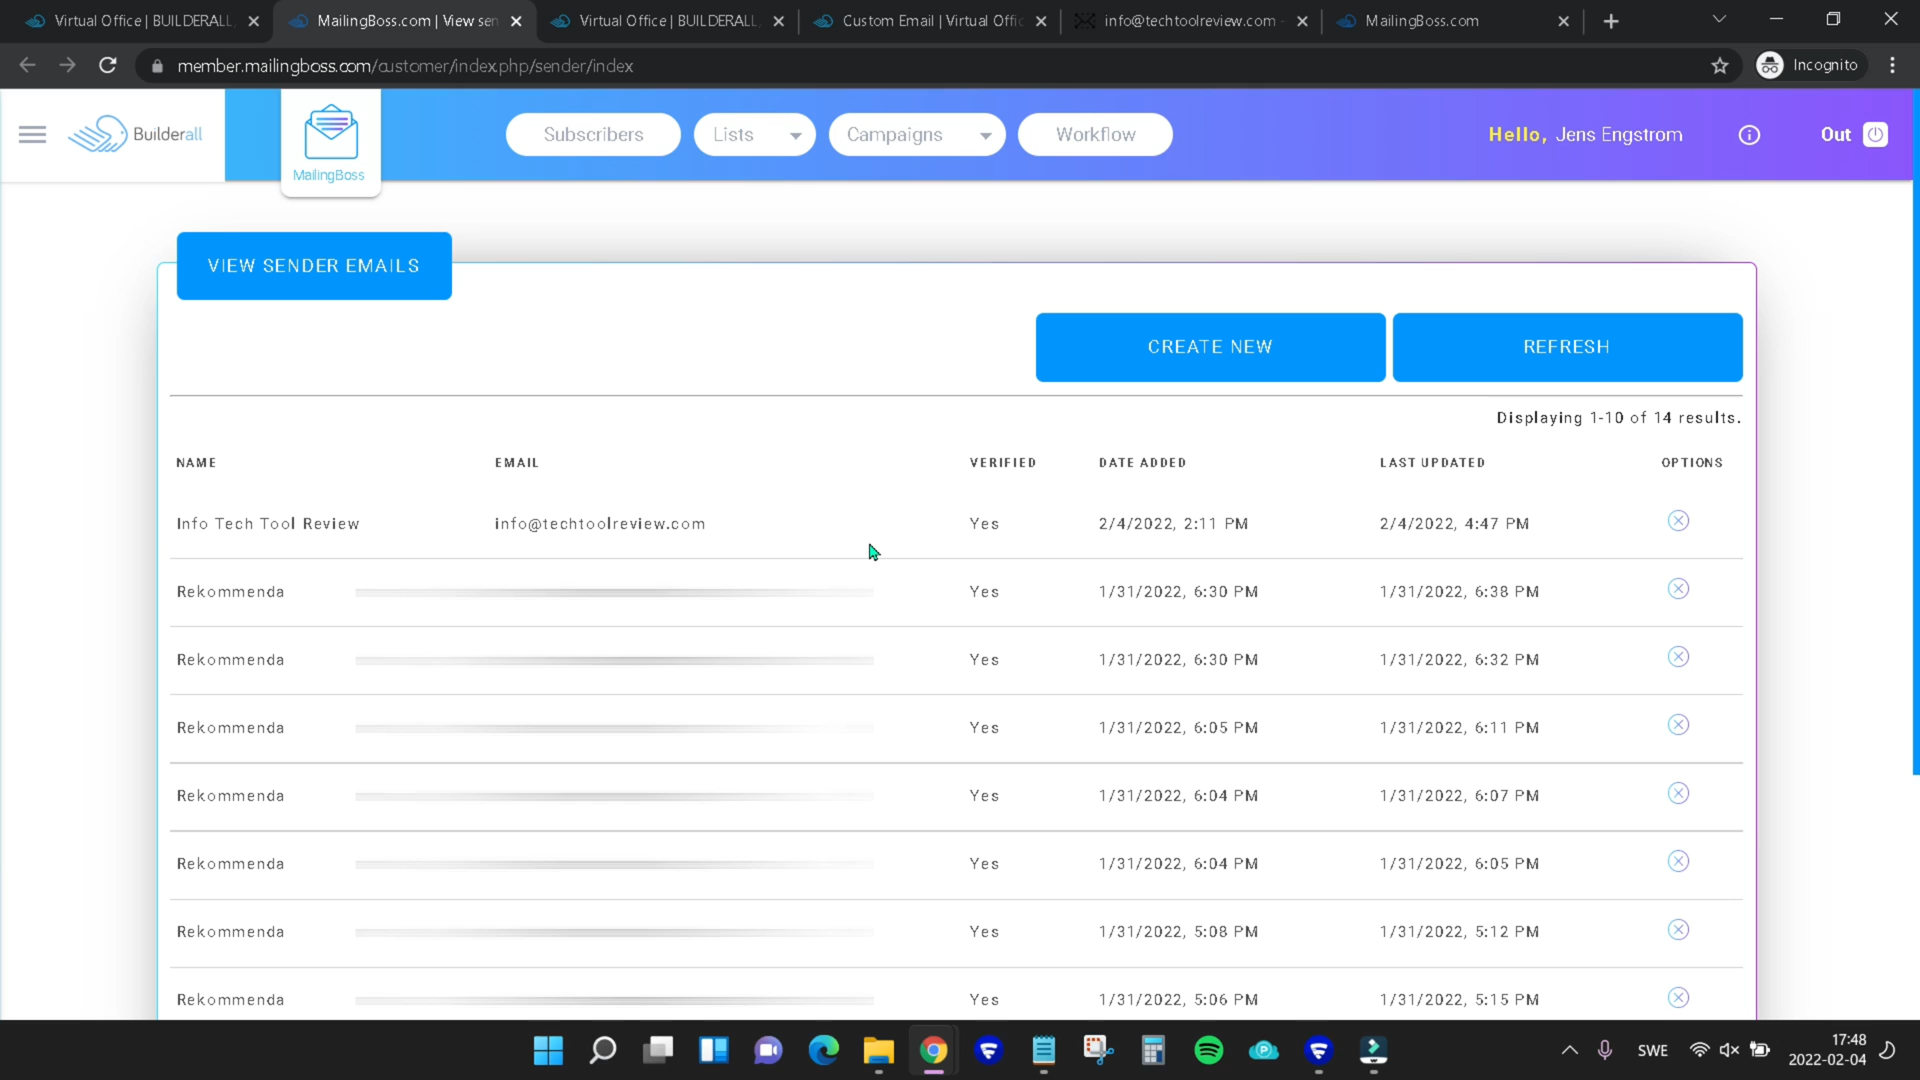 Virtual Office | BUILDERALL
MailingBoss.com | View sen
Virtual Office | BUILDERALL
Custom Email | Virtual Offic
info@techtoolreview.com -
MailingBoss.com
member.mailingboss.com/customer/index.php/sender/index
Incognito
Builderall
MailingBoss
Subscribers
Lists
Campaigns
Workflow
Hello, Jens Engstrom
Out
VIEW SENDER EMAILS
CREATE NEW
REFRESH
Displaying 1-10 of 14 results.
NAME EMAIL VERIFIED DATE ADDED LAST UPDATED OPTIONS
Info Tech Tool Review info@techtoolreview.com Yes 2/4/2022, 2:11 PM 2/4/2022, 4:47 PM
Rekommenda Yes 1/31/2022, 6:30 PM 1/31/2022, 6:38 PM
Rekommenda Yes 1/31/2022, 6:30 PM 1/31/2022, 6:32 PM
Rekommenda Yes 1/31/2022, 6:05 PM 1/31/2022, 6:11 PM
Rekommenda Yes 1/31/2022, 6:04 PM 1/31/2022, 6:07 PM
Rekommenda Yes 1/31/2022, 6:04 PM 1/31/2022, 6:05 PM
Rekommenda Yes 1/31/2022, 5:08 PM 1/31/2022, 5:12 PM
Rekommenda Yes 1/31/2022, 5:06 PM 1/31/2022, 5:15 PM
SWE
17:48
2022-02-04